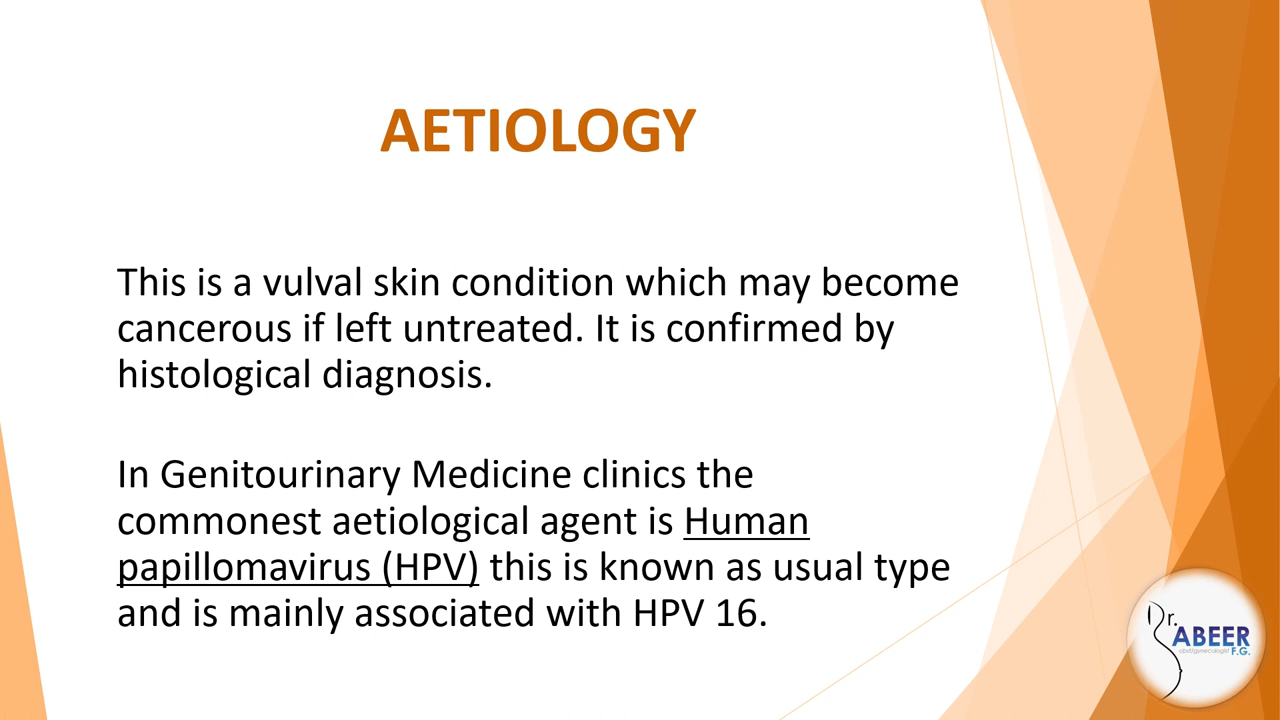 AETIOLOGY
This is a vulval skin condition which may become
cancerous if left untreated. It is confirmed by
histological diagnosis.
In Genitourinary Medicine clinics the
commonest aetiological agent is Human
papillomavirus (HPV) this is known as usual type
and is mainly associated with HPV 16.
Dr.
ABEER
obst/gynecologist F.G.